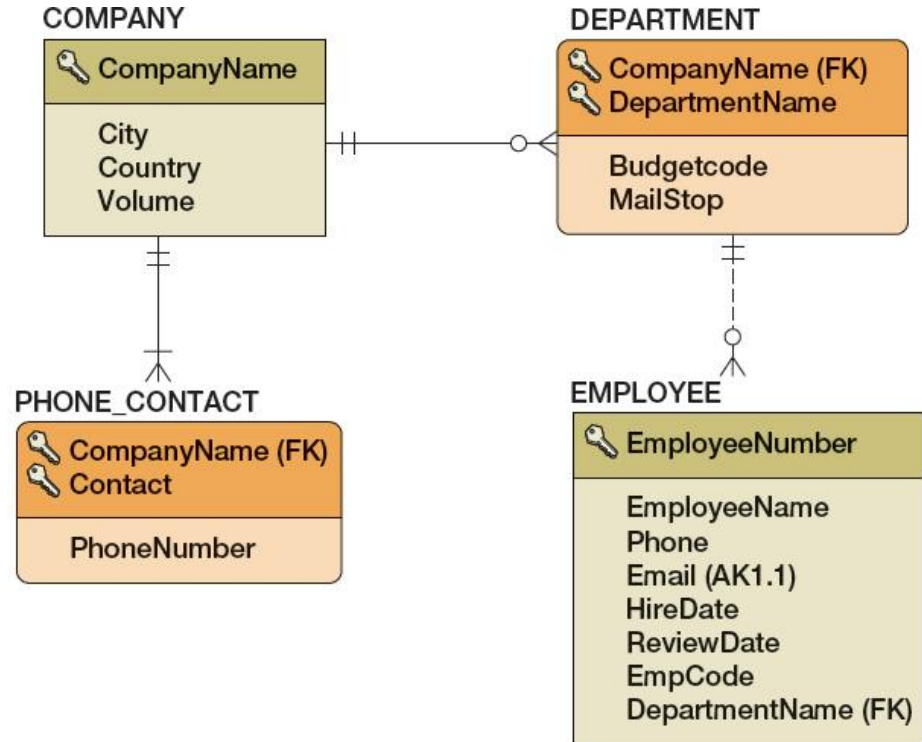 COMPANY
CompanyName
City
Country
Volume
DEPARTMENT
CompanyName (FK)
DepartmentName
Budgetcode
MailStop
PHONE_CONTACT
CompanyName (FK)
Contact
PhoneNumber
EMPLOYEE
EmployeeNumber
EmployeeName
Phone
Email (AK1.1)
HireDate
ReviewDate
EmpCode
DepartmentName (FK)